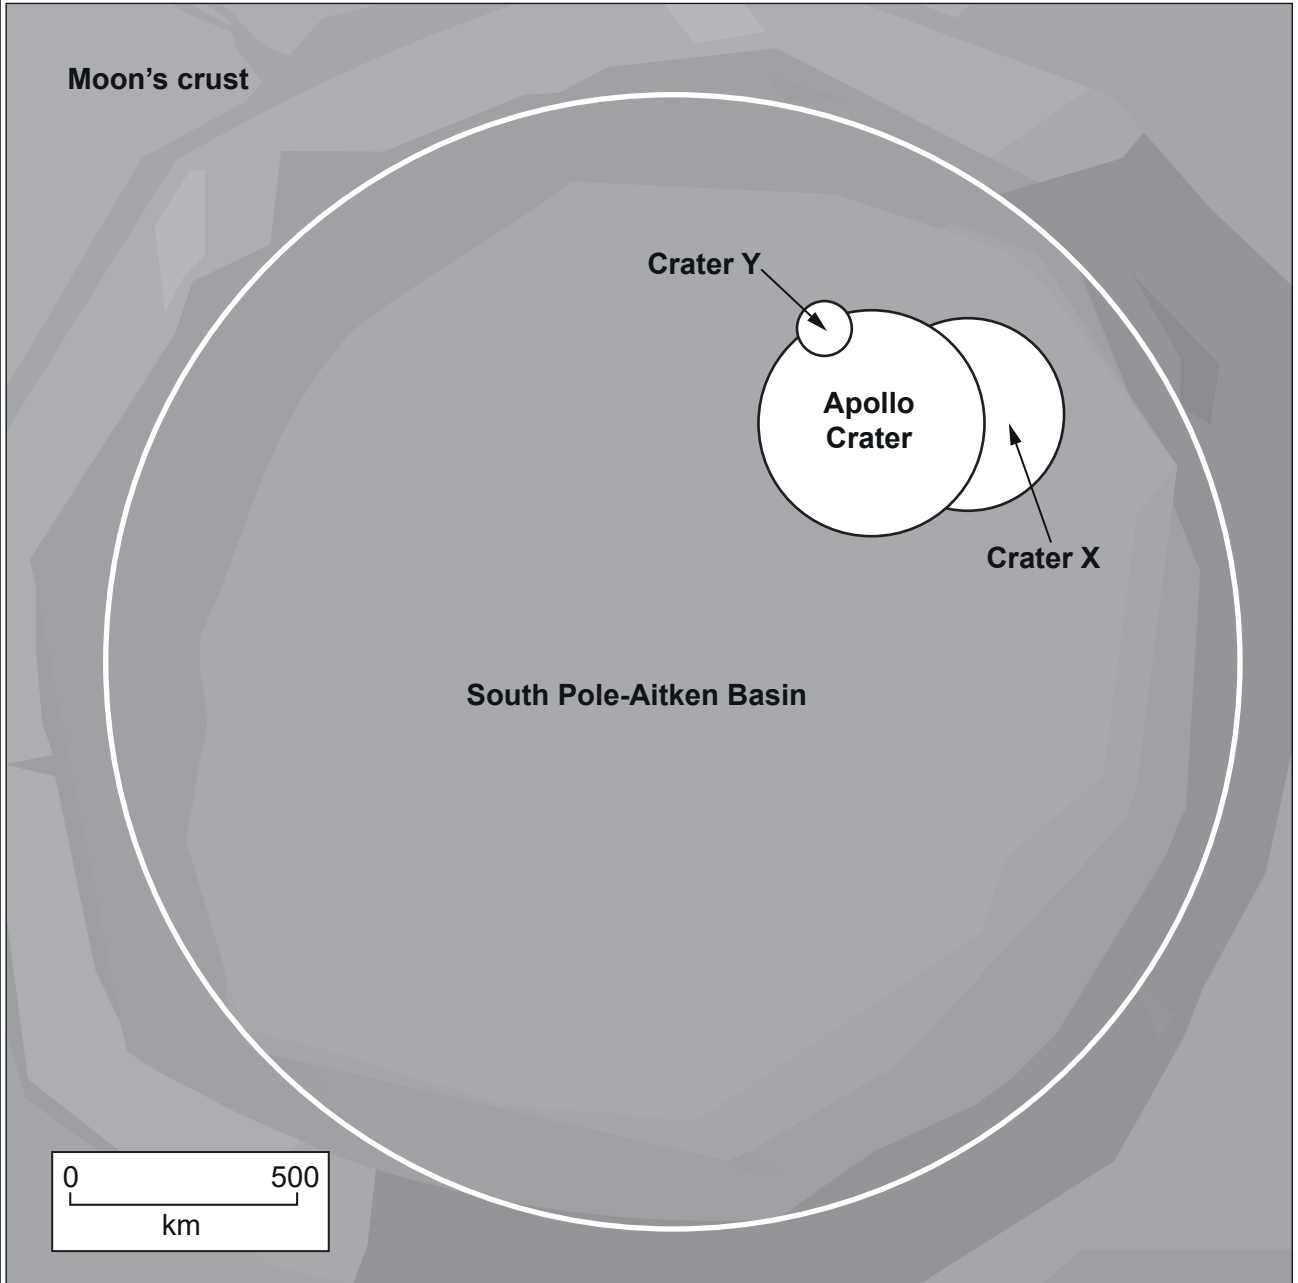 Moon's crust
Crater Y
Apollo
Crater
Crater X
South Pole-Aitken Basin
0 500
km